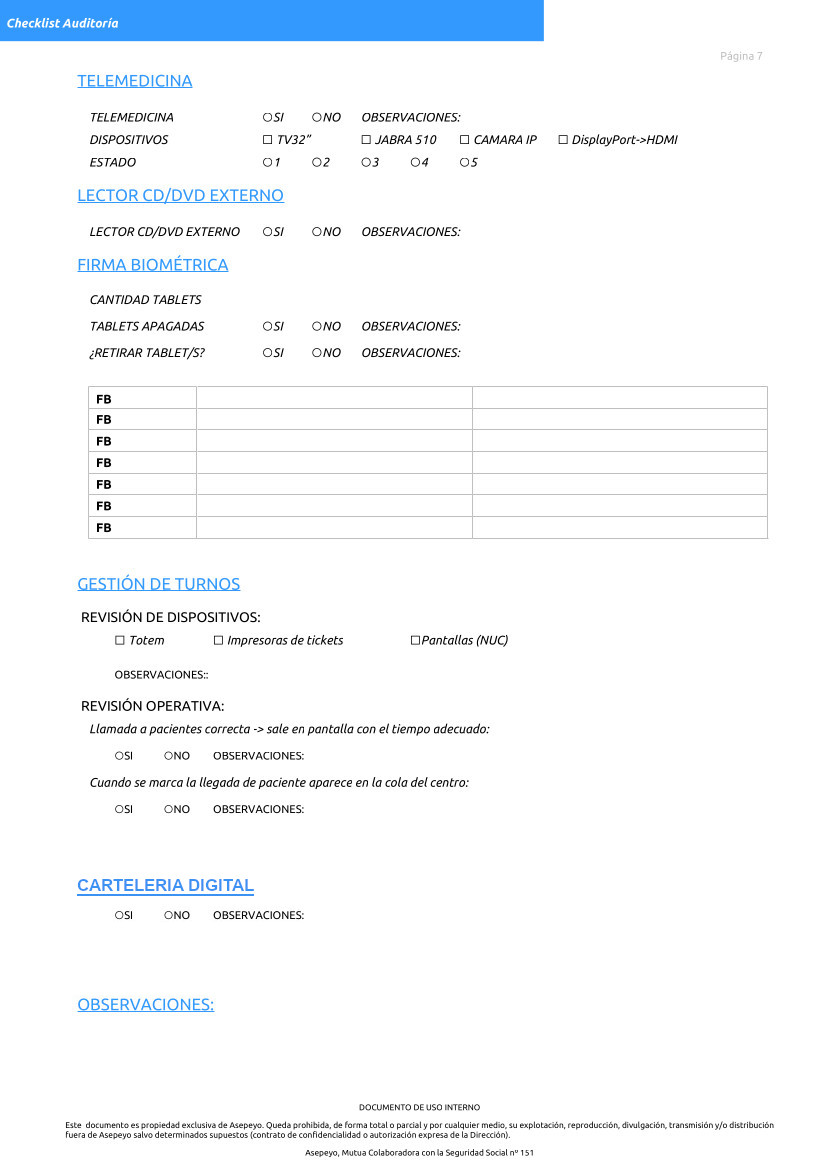 Checklist Auditoría
Página 7
TELEMEDICINA
TELEMEDICINA ○SI ○NO OBSERVACIONES:
DISPOSITIVOS ☐ TV32” ☐ JABRA 510 ☐ CAMARA IP ☐ DisplayPort->HDMI
ESTADO ○1 ○2 ○3 ○4 ○5
LECTOR CD/DVD EXTERNO
LECTOR CD/DVD EXTERNO ○SI ○NO OBSERVACIONES:
FIRMA BIOMÉTRICA
CANTIDAD TABLETS
TABLETS APAGADAS ○SI ○NO OBSERVACIONES:
¿RETIRAR TABLET/S? ○SI ○NO OBSERVACIONES:
FB
FB
FB
FB
FB
FB
FB
GESTIÓN DE TURNOS
REVISIÓN DE DISPOSITIVOS:
☐ Totem ☐ Impresoras de tickets ☐Pantallas (NUC)
OBSERVACIONES::
REVISIÓN OPERATIVA:
Llamada a pacientes correcta -> sale en pantalla con el tiempo adecuado:
○SI ○NO OBSERVACIONES:
Cuando se marca la llegada de paciente aparece en la cola del centro:
○SI ○NO OBSERVACIONES:
CARTELERIA DIGITAL
○SI ○NO OBSERVACIONES:
OBSERVACIONES:
DOCUMENTO DE USO INTERNO
Este documento es propiedad exclusiva de Asepeyo. Queda prohibida, de forma total o parcial y por cualquier medio, su explotación, reproducción, divulgación, transmisión y/o distribución
fuera de Asepeyo salvo determinados supuestos (contrato de confidencialidad o autorización expresa de la Dirección).
Asepeyo, Mutua Colaboradora con la Seguridad Social nº 151